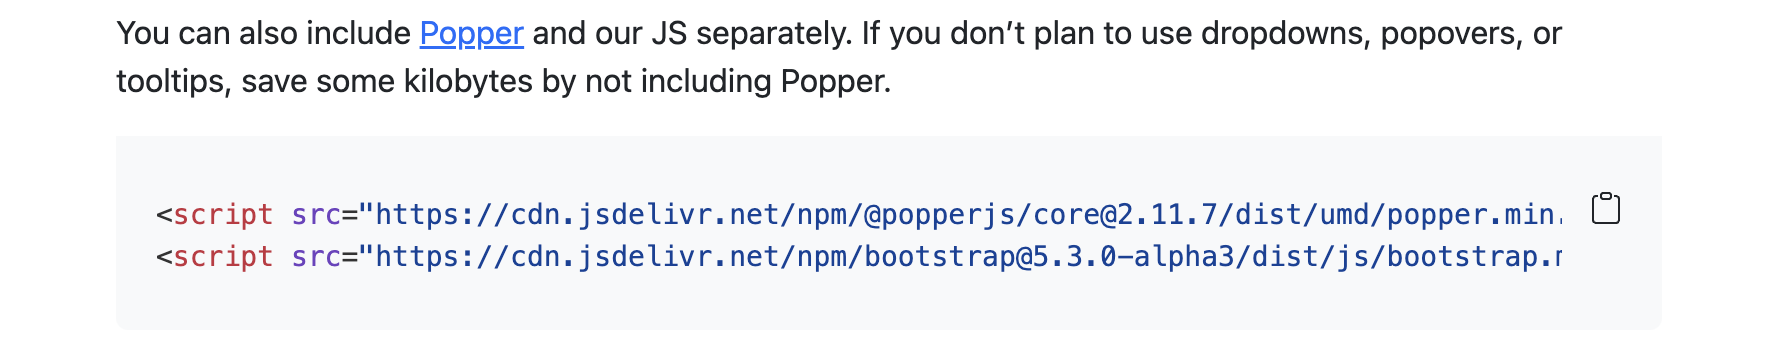 You can also include Popper and our JS separately. If you don’t plan to use dropdowns, popovers, or
tooltips, save some kilobytes by not including Popper.
<script src="https://cdn.jsdelivr.net/npm/@popperjs/core@2.11.7/dist/umd/popper.min.
<script src="https://cdn.jsdelivr.net/npm/bootstrap@5.3.0-alpha3/dist/js/bootstrap.